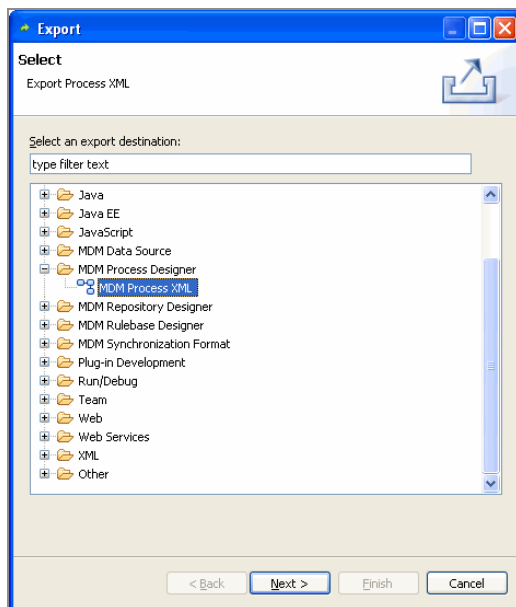 Export
Select
Export Process XML
Select an export destination:
type filter text
Java
Java EE
JavaScript
MDM Data Source
MDM Process Designer
MDM Process XML
MDM Repository Designer
MDM Rulebase Designer
MDM Synchronization Format
Plug-in Development
Run/Debug
Team
Web
Web Services
XML
Other
< Back Next > Finish Cancel